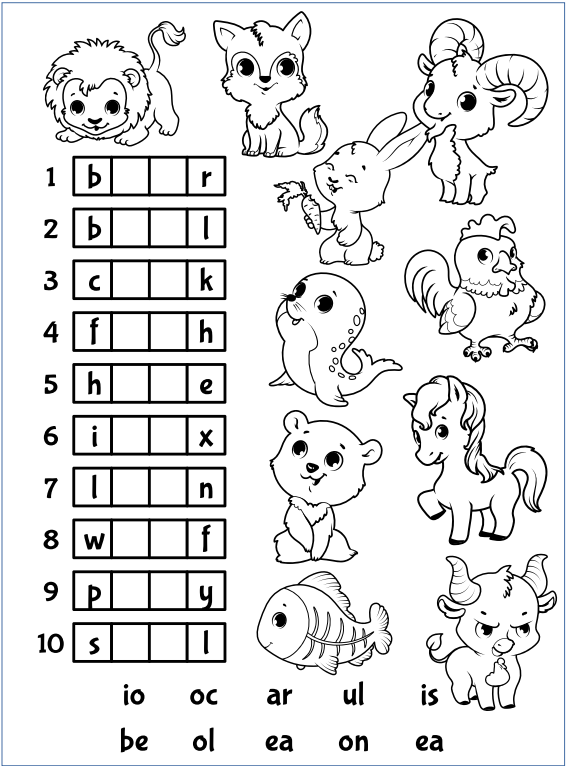 1 b r
2 b l
3 c k
4 f h
5 h e
6 i x
7 l n
8 w f
9 p y
10 s l
io oc ar ul is
be ol ea on ea